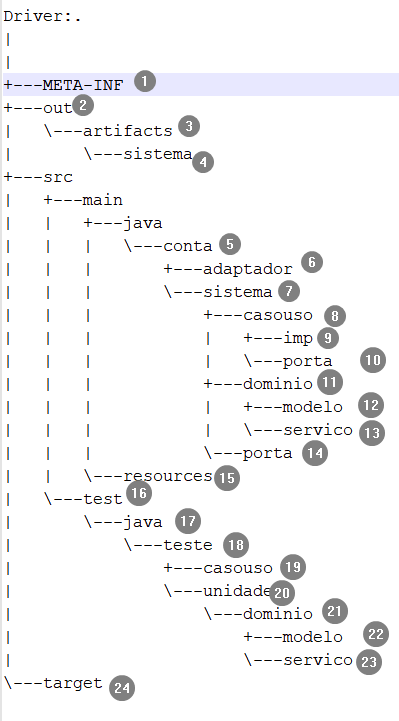 Driver:.
|
|
+---META-INF 1
+---out 2
|   \---artifacts 3
|       \---sistema 4
+---src
|   +---main
|   |   +---java
|   |   |   \---conta 5
|   |   |       +---adaptador 6
|   |   |       \---sistema 7
|   |   |           +---casouso 8
|   |   |           |   +---imp 9
|   |   |           |   \---porta 10
|   |   |           +---dominio 11
|   |   |           |   +---modelo 12
|   |   |           |   \---servico 13
|   |   |           \---porta 14
|   |   \---resources 15
|   \---test 16
|       \---java 17
|           \---teste 18
|               +---casouso 19
|               \---unidade 20
|                   \---dominio 21
|                       +---modelo 22
|                       \---servico 23
\---target 24